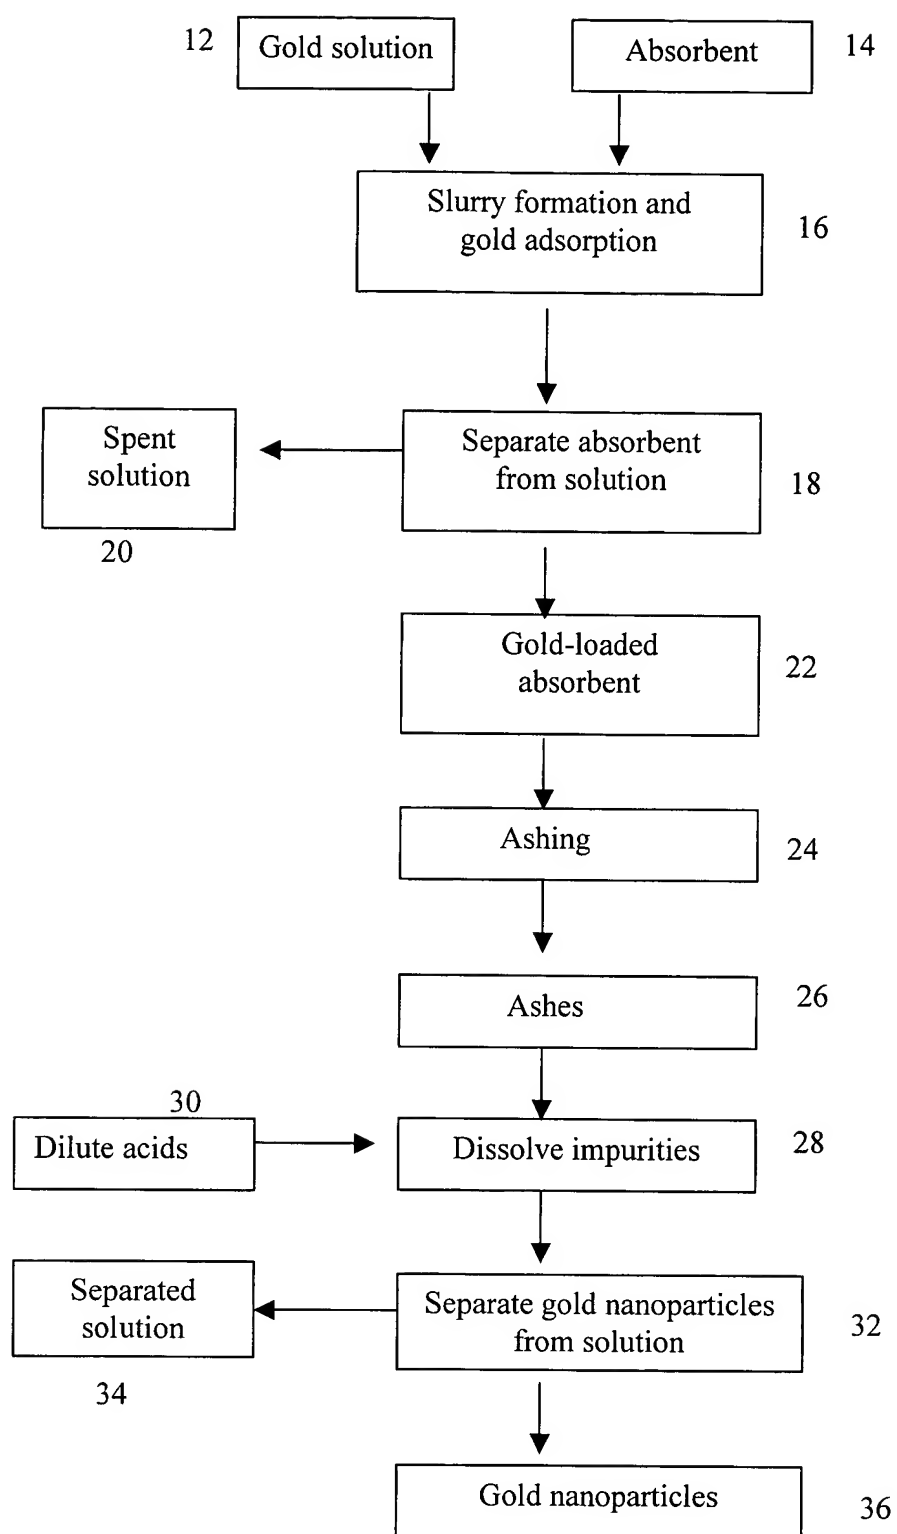 12
Gold solution
Absorbent
14
Slurry formation and
gold adsorption
16
Spent
solution
20
Separate absorbent
from solution
18
Gold-loaded
absorbent
22
Ashing
24
Ashes
26
30
Dilute acids
Dissolve impurities
28
Separated
solution
34
Separate gold nanoparticles
from solution
32
Gold nanoparticles
36